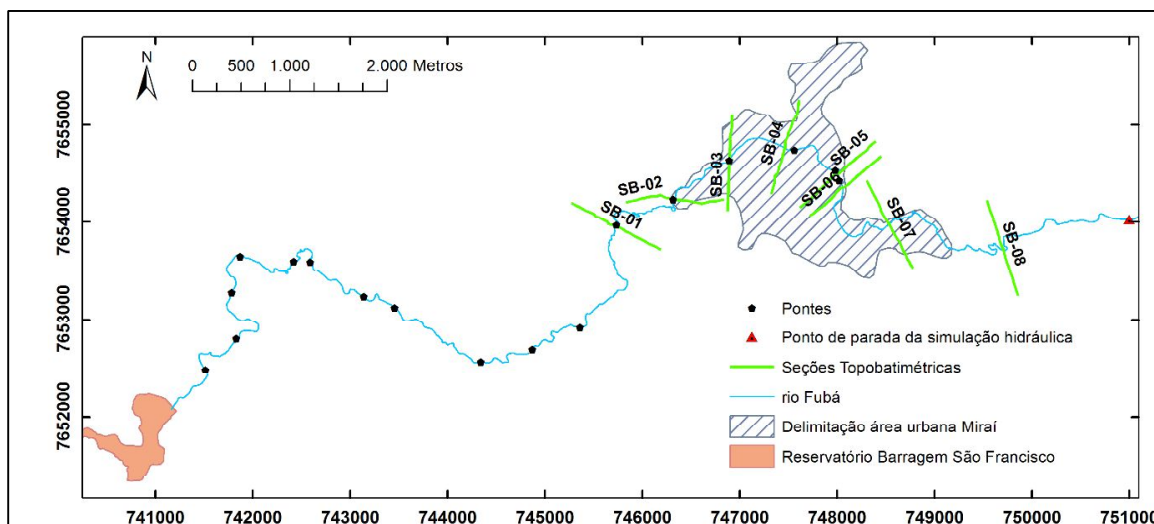 N
0 500 1.000 2.000 Metros
7655000
7654000
7653000
7652000
SB-01
SB-02
SB-03
SB-04
SB-05
SB-06
SB-07
SB-08
Pontes
Ponto de parada da simulação hidráulica
Seções Topobatimétricas
rio Fubá
Delimitação área urbana Miraí
Reservatório Barragem São Francisco
741000 742000 743000 744000 745000 746000 747000 748000 749000 750000 751000